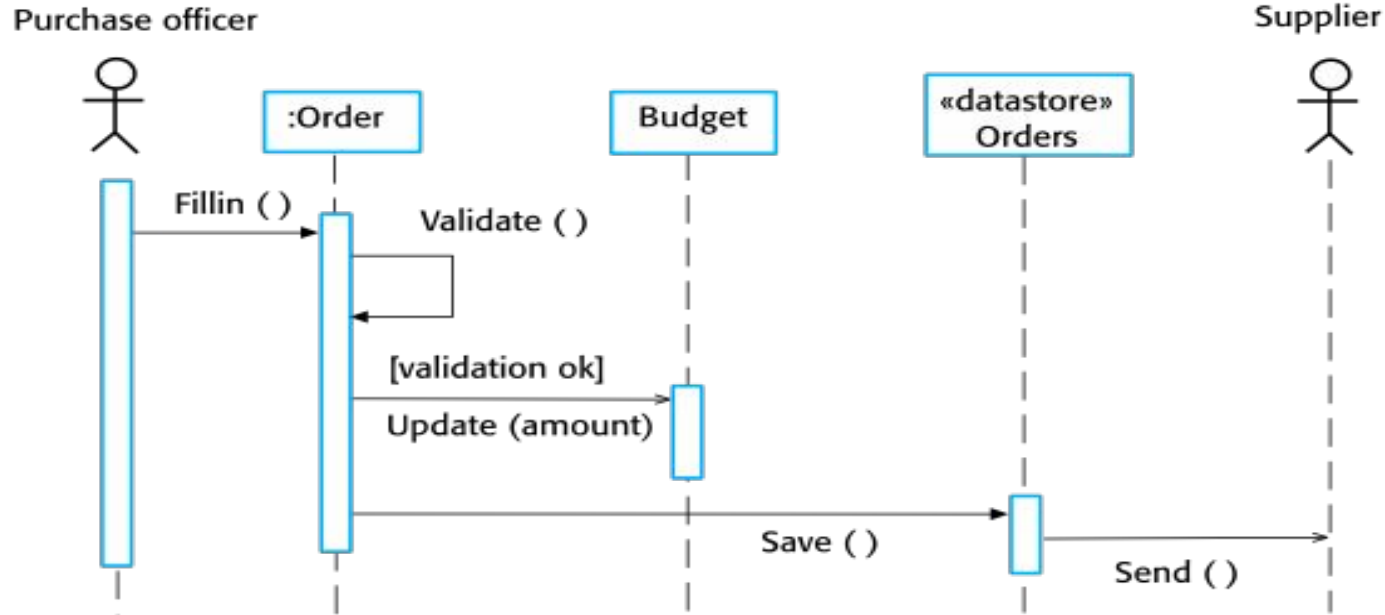 Purchase officer
Supplier
:Order
Budget
«datastore»
Orders
Fillin ( )
Validate ( )
[validation ok]
Update (amount)
Save ( )
Send ( )